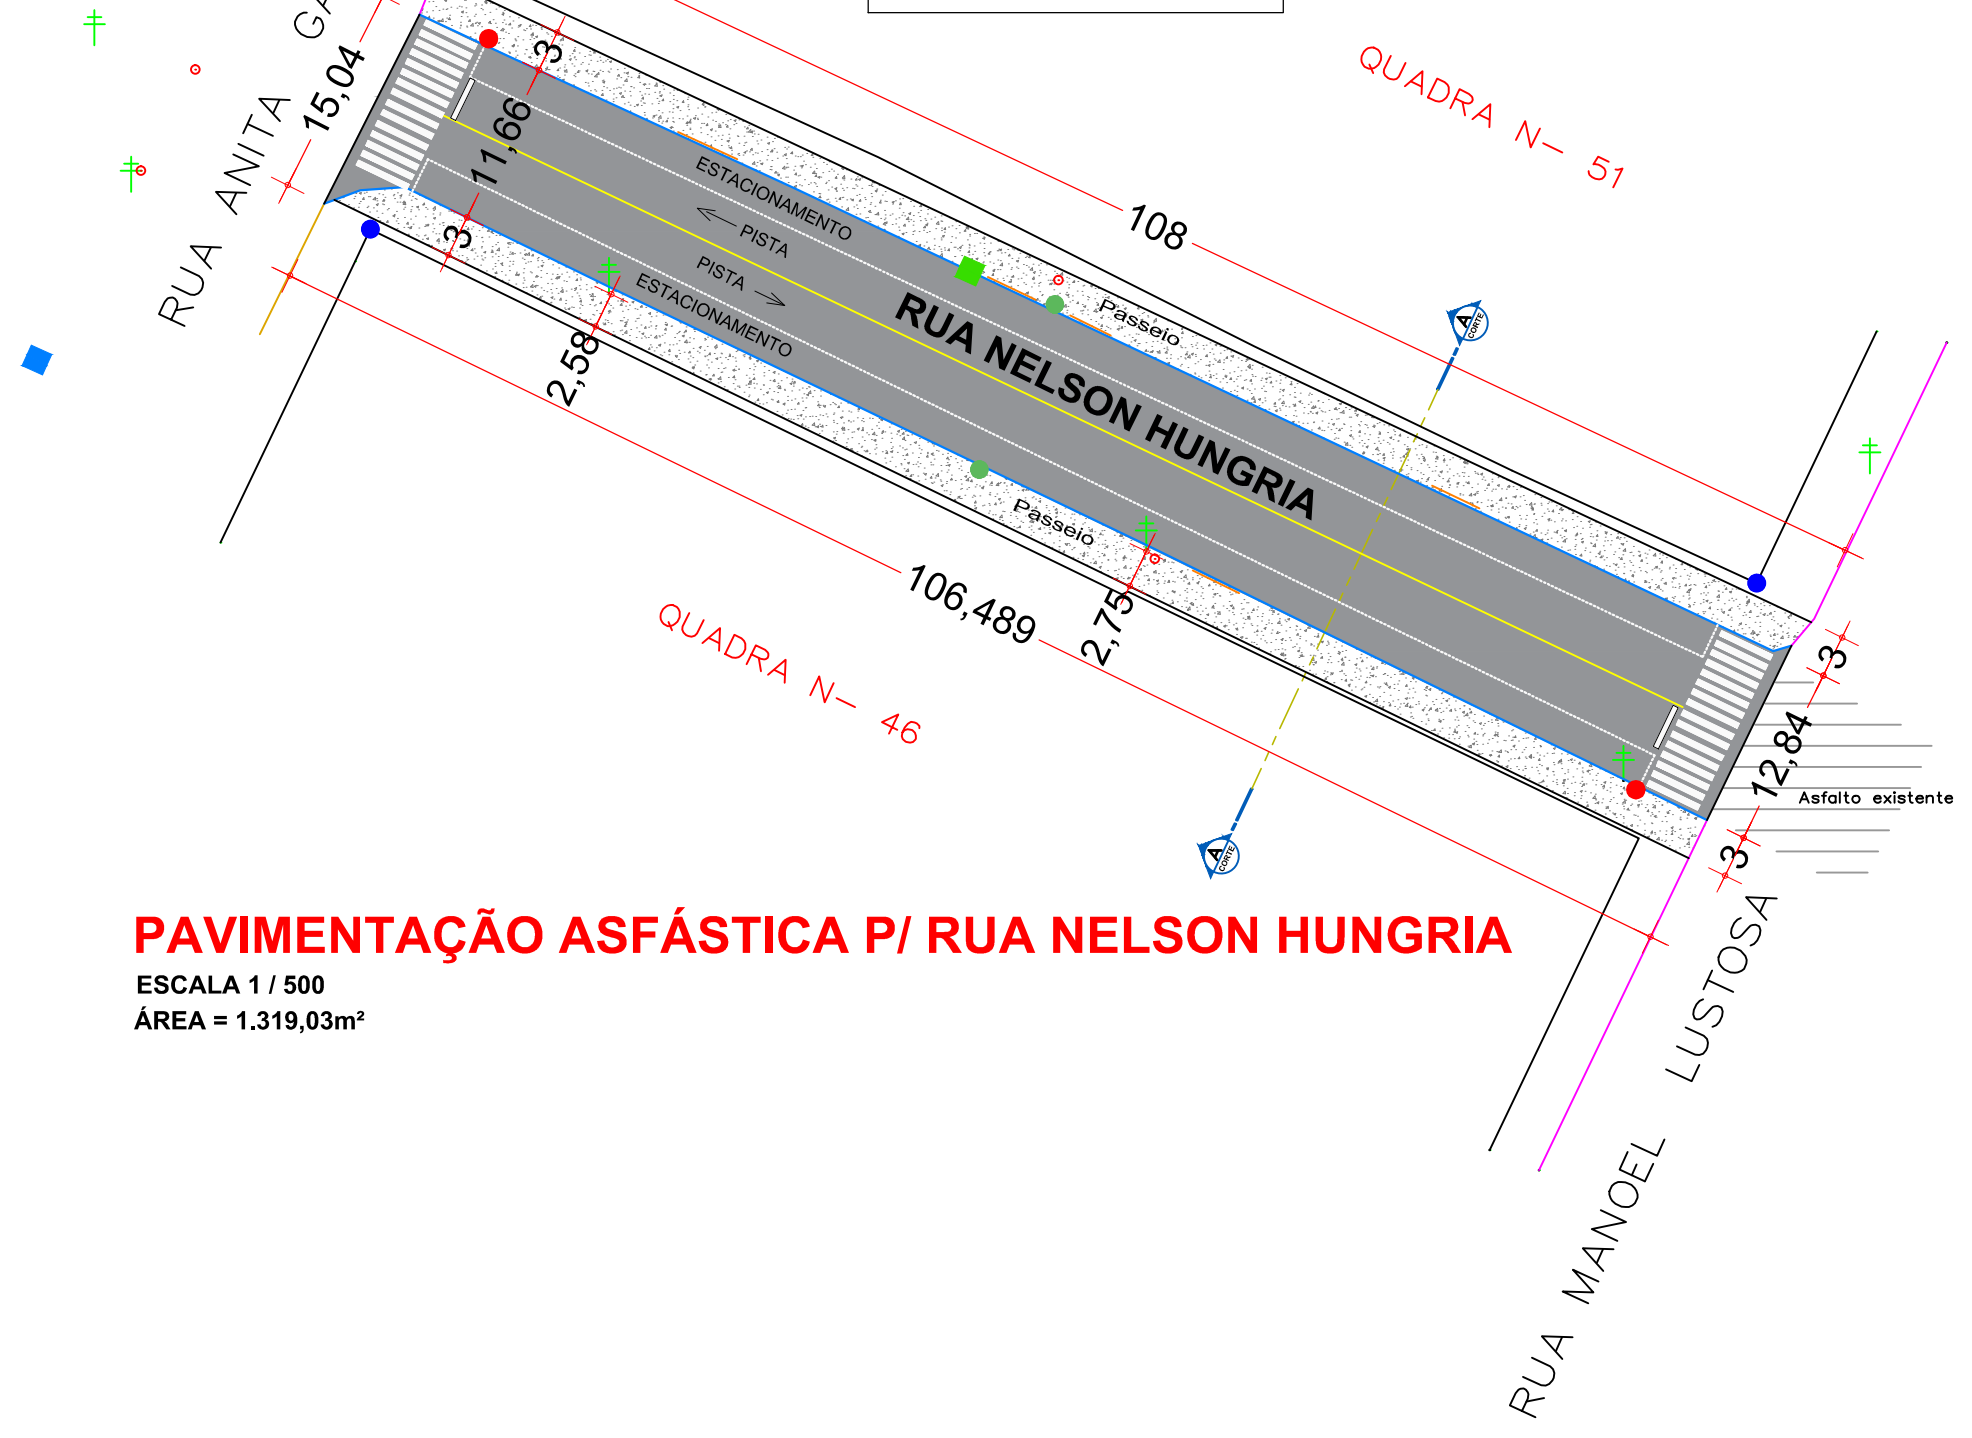 RUA ANITA GA
15,04
3
11,66
3
QUADRA N- 51
108
ESTACIONAMENTO
PISTA
PISTA
ESTACIONAMENTO
2,58
RUA NELSON HUNGRIA
Passeio
A
CORTE
Passeio
106,489
2,75
QUADRA N- 46
3
12,84
Asfalto existente
3
A
CORTE
PAVIMENTAÇÃO ASFÁSTICA P/ RUA NELSON HUNGRIA
ESCALA 1 / 500
ÁREA = 1.319,03m²
RUA MANOEL LUSTOSA